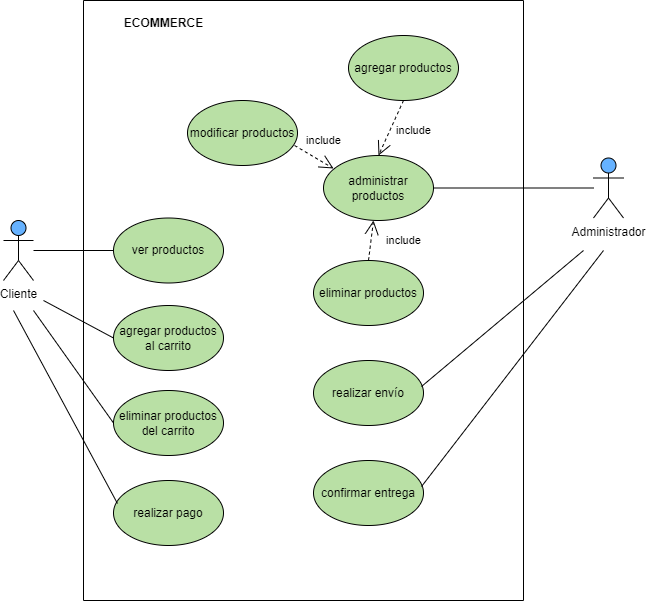 ECOMMERCE
agregar productos
modificar productos
include
include
administrar
productos
Administrador
ver productos
include
Cliente
eliminar productos
agregar productos
al carrito
realizar envío
eliminar productos
del carrito
confirmar entrega
realizar pago